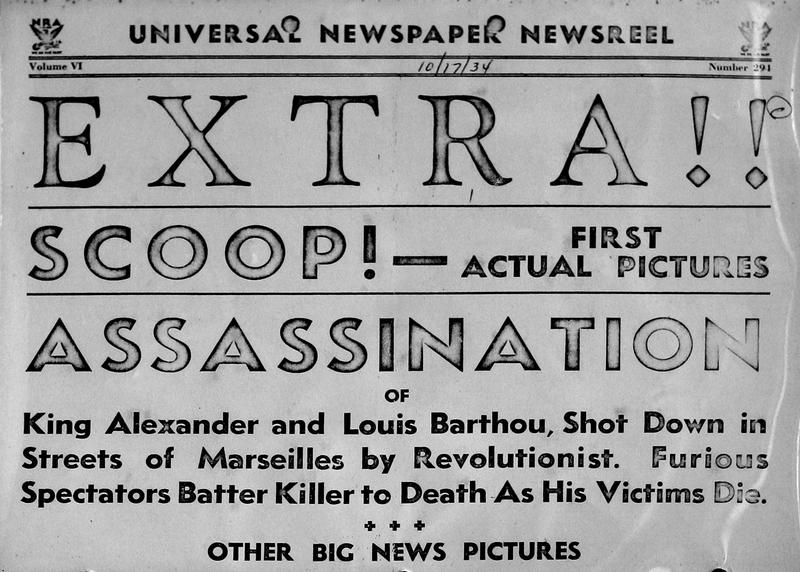 NRA
UNIVERSAL NEWSPAPER NEWSREEL
Volume VI
10/17/34
Number 294
EXTRA!!
SCOOP!—FIRST
ACTUAL PICTURES
ASSASSINATION
OF
King Alexander and Louis Barthou, Shot Down in
Streets of Marseilles by Revolutionist. Furious
Spectators Batter Killer to Death As His Victims Die.
+ + +
OTHER BIG NEWS PICTURES